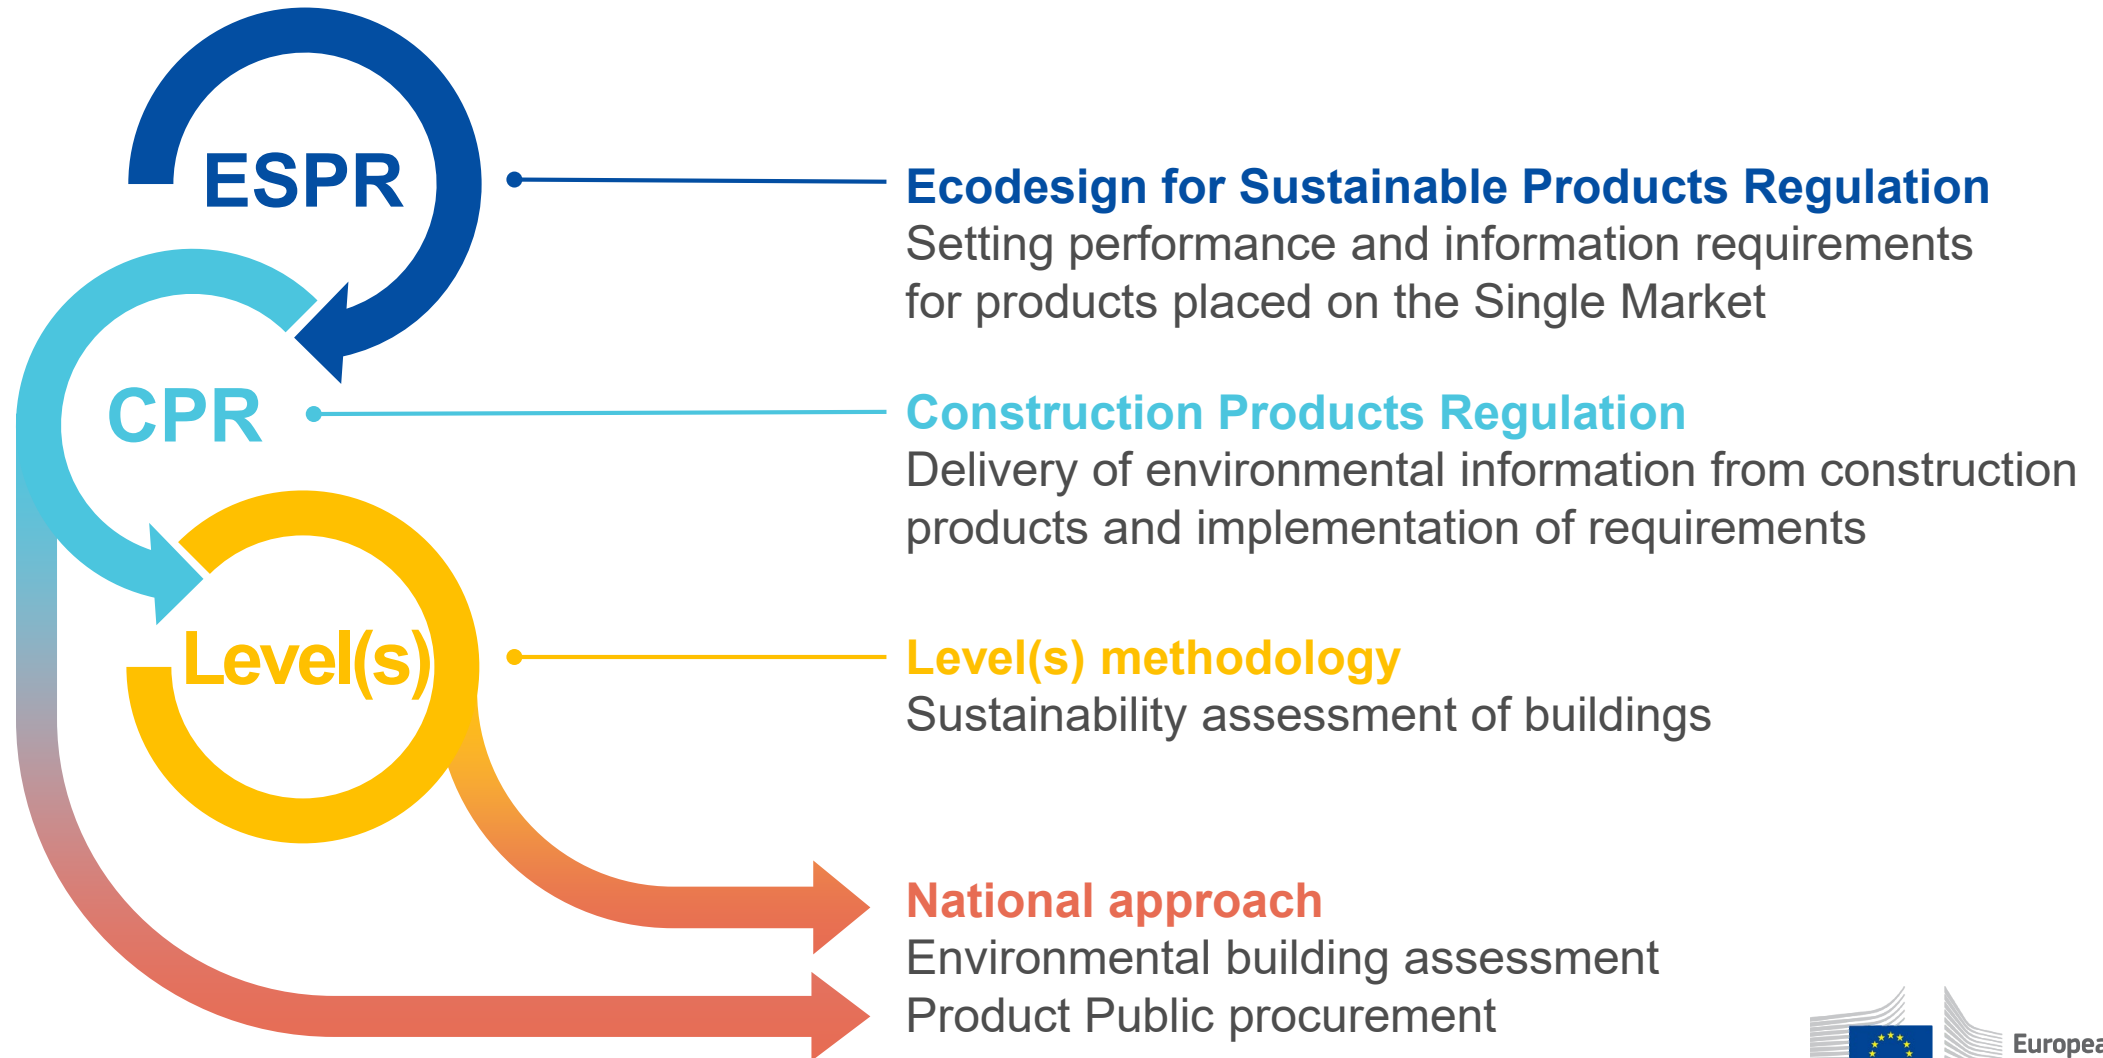 ESPR
Ecodesign for Sustainable Products Regulation
Setting performance and information requirements
for products placed on the Single Market
CPR
Construction Products Regulation
Delivery of environmental information from construction
products and implementation of requirements
Level(s)
Level(s) methodology
Sustainability assessment of buildings
National approach
Environmental building assessment
Product Public procurement